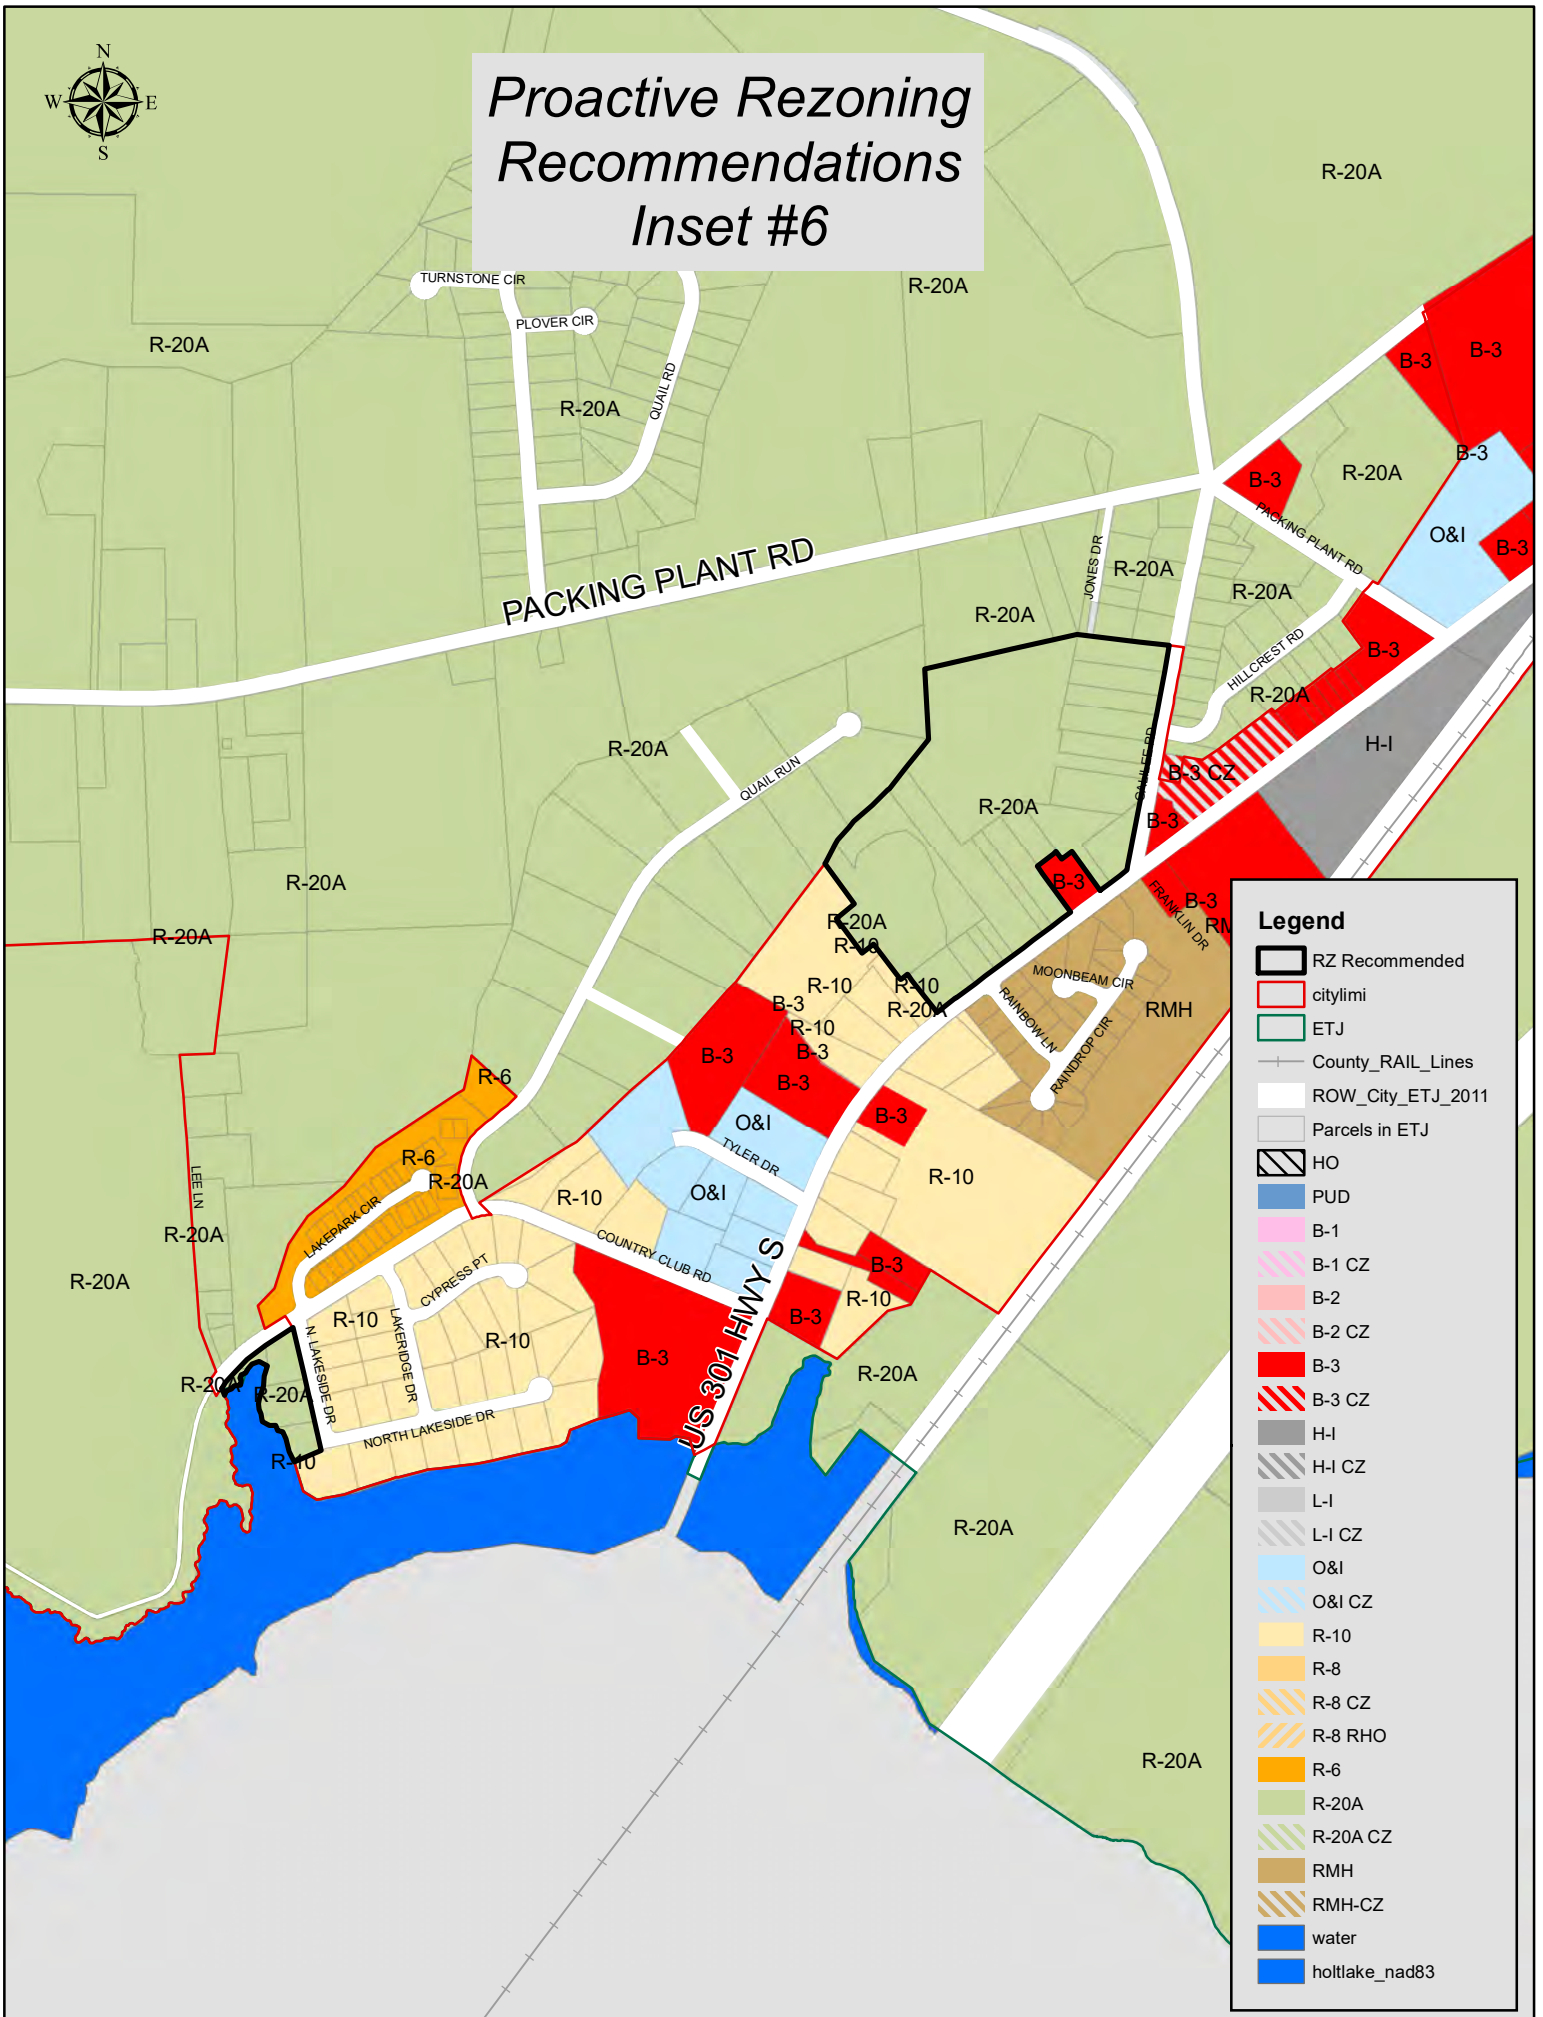 N
W
E
S
Proactive Rezoning
Recommendations
Inset #6
R-20A
R-20A
TURNSTONE CIR
PLOVER CIR
R-20A
QUAIL RD
R-20A
B-3
B-3
B-3
R-20A
B-3
PACKING PLANT RD
O&I
B-3
PACKING PLANT RD
JONES DR
R-20A
R-20A
R-20A
HILLCREST RD
B-3
R-20A
H-I
R-20A
QUAIL RUN
GALILEE RD
B-3 CZ
R-20A
B-3
R-20A
B-3
FRANKLIN DR
B-3
RM
R-20A
R-20A
R-10
R-20A
MOONBEAM CIR
R-10
R-10
R-20A
RAINBOW LN
RAINDROP CIR
RMH
B-3
R-10
B-3
B-3
B-3
R-6
B-3
O&I
TYLER DR
R-6
R-20A
LEE LN
LAKEPARK CIR
R-10
O&I
R-10
R-20A
R-20A
COUNTRY CLUB RD
CYPRESS PT
US 301 HWY S
B-3
R-10
B-3
R-10
N. LAKESIDE DR
LAKERIDGE DR
R-10
B-3
R-20A
R-20A
R-20A
NORTH LAKESIDE DR
R-10
R-20A
R-20A
Legend
RZ Recommended
citylimi
ETJ
County_RAIL_Lines
ROW_City_ETJ_2011
Parcels in ETJ
HO
PUD
B-1
B-1 CZ
B-2
B-2 CZ
B-3
B-3 CZ
H-I
H-I CZ
L-I
L-I CZ
O&I
O&I CZ
R-10
R-8
R-8 CZ
R-8 RHO
R-6
R-20A
R-20A CZ
RMH
RMH-CZ
water
holtlake_nad83